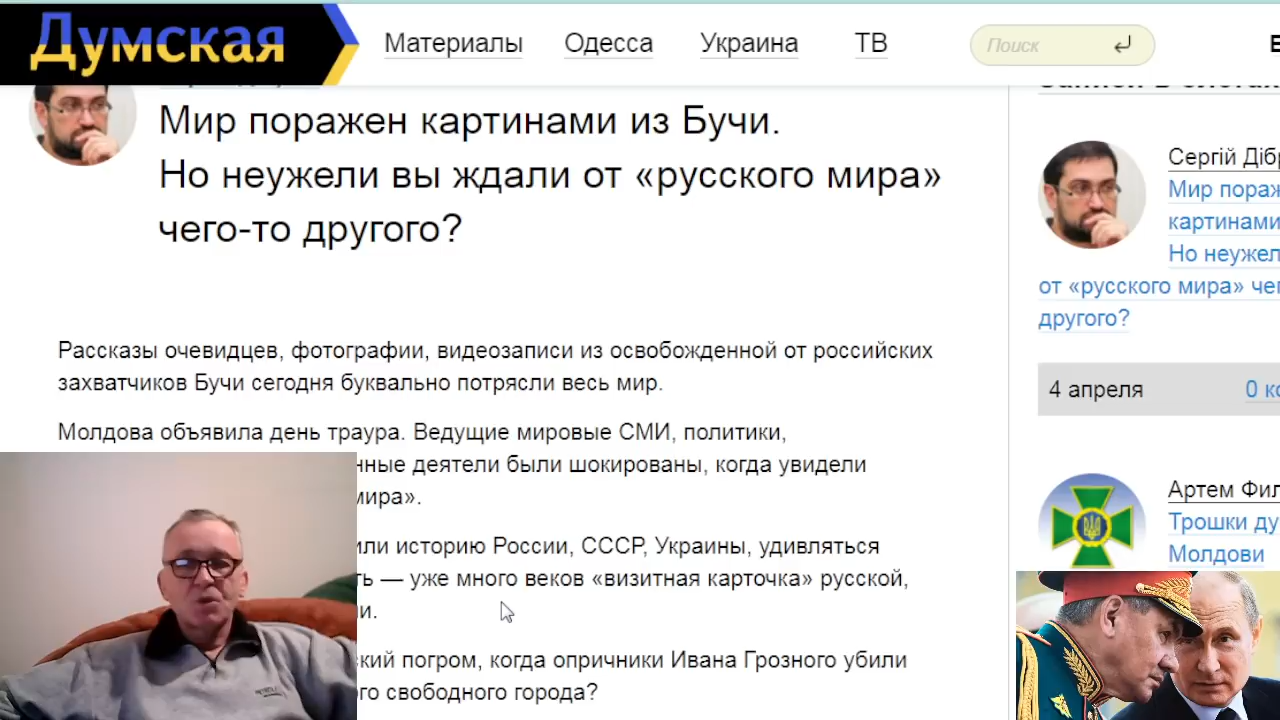 Думская
Материалы
Одесса
Украина
ТВ
Поиск
Мир поражен картинами из Бучи.
Но неужели вы ждали от «русского мира»
чего-то другого?
Рассказы очевидцев, фотографии, видеозаписи из освобожденной от российских
захватчиков Бучи сегодня буквально потрясли весь мир.
Молдова объявила день траура. Ведущие мировые СМИ, политики,
нные деятели были шокированы, когда увидели
мира».
или историю России, СССР, Украины, удивляться
ть — уже много веков «визитная карточка» русской,
и.
ский погром, когда опричники Ивана Грозного убили
го свободного города?
Сергій Дібр
Мир пораж
картинами
Но неужел
от «русского мира» че
другого?
4 апреля
0 к
Артем Фил
Трошки ду
Молдови